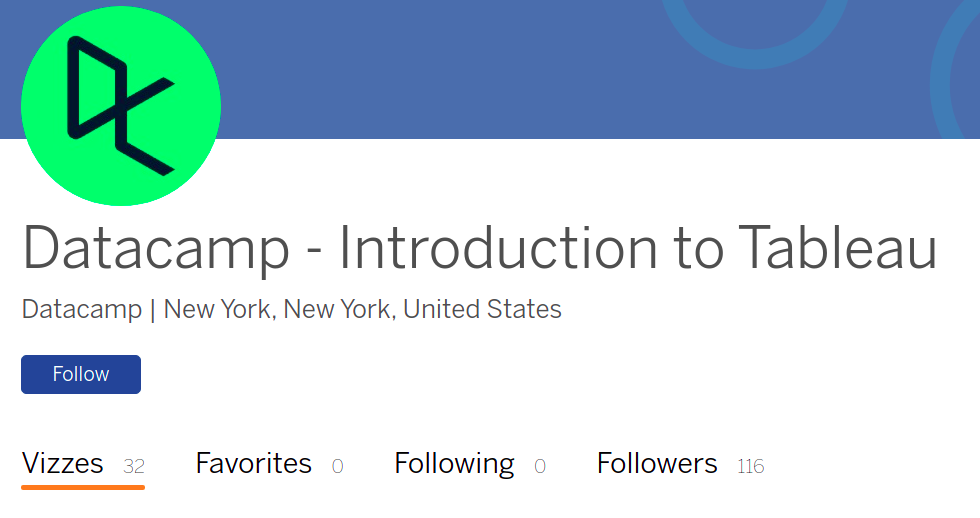 Datacamp - Introduction to Tableau
Datacamp | New York, New York, United States
Follow
Vizzes 32 Favorites 0 Following 0 Followers 116